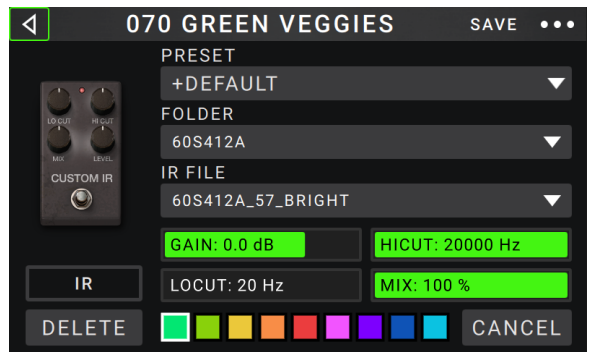 070 GREEN VEGGIES
SAVE
PRESET
+DEFAULT
FOLDER
60S412A
IR FILE
60S412A_57_BRIGHT
LO CUT
HI CUT
MIX
LEVEL
CUSTOM IR
GAIN: 0.0 dB
HICUT: 20000 Hz
IR
LOCUT: 20 Hz
MIX: 100 %
DELETE
CANCEL